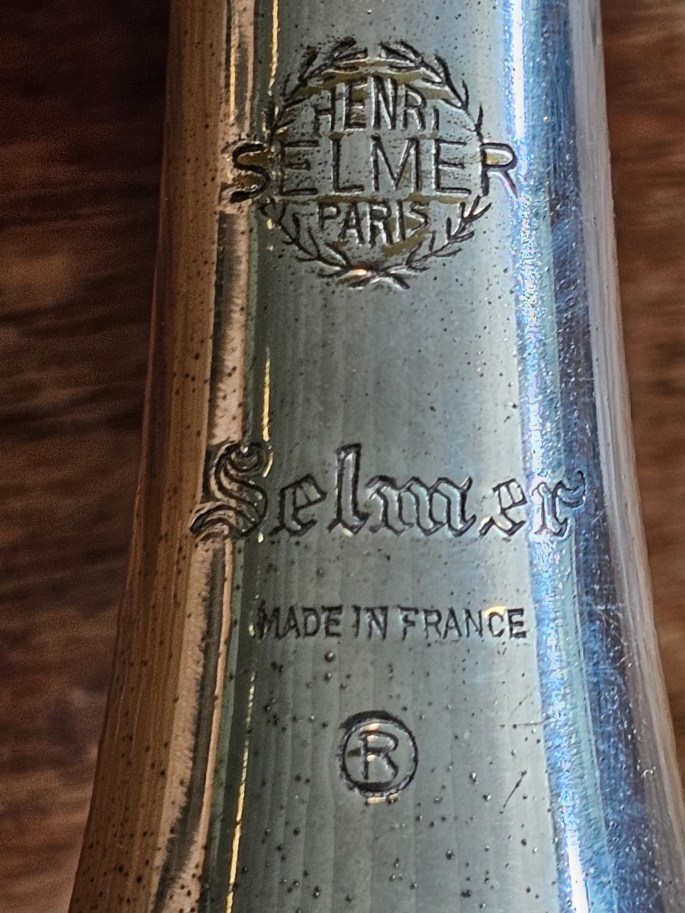 HENRI
SELMER
PARIS
Selmer
MADE IN FRANCE
®